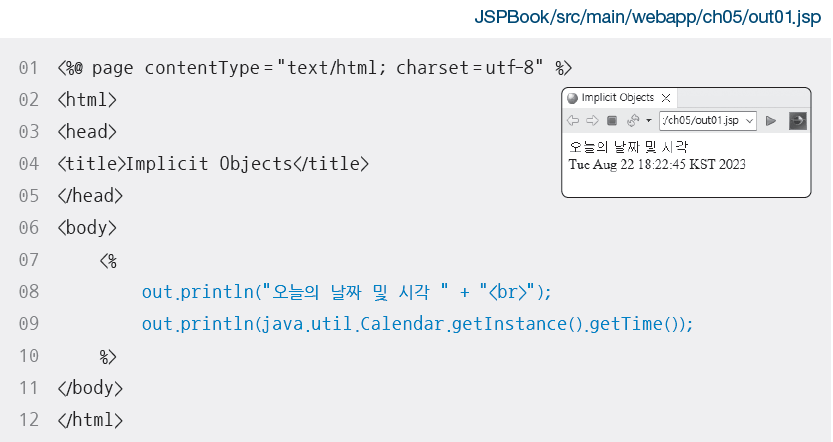 JSPBook/src/main/webapp/ch05/out01.jsp
01 <%@ page contentType="text/html; charset=utf-8" %>
02 <html>
03 <head>
04 <title>Implicit Objects</title>
05 </head>
06 <body>
07 <%
08 out.println("오늘의 날짜 및 시각 " + "<br>");
09 out.println(java.util.Calendar.getInstance().getTime());
10 %>
11 </body>
12 </html>
Implicit Objects
:/ch05/out01.jsp
오늘의 날짜 및 시각
Tue Aug 22 18:22:45 KST 2023